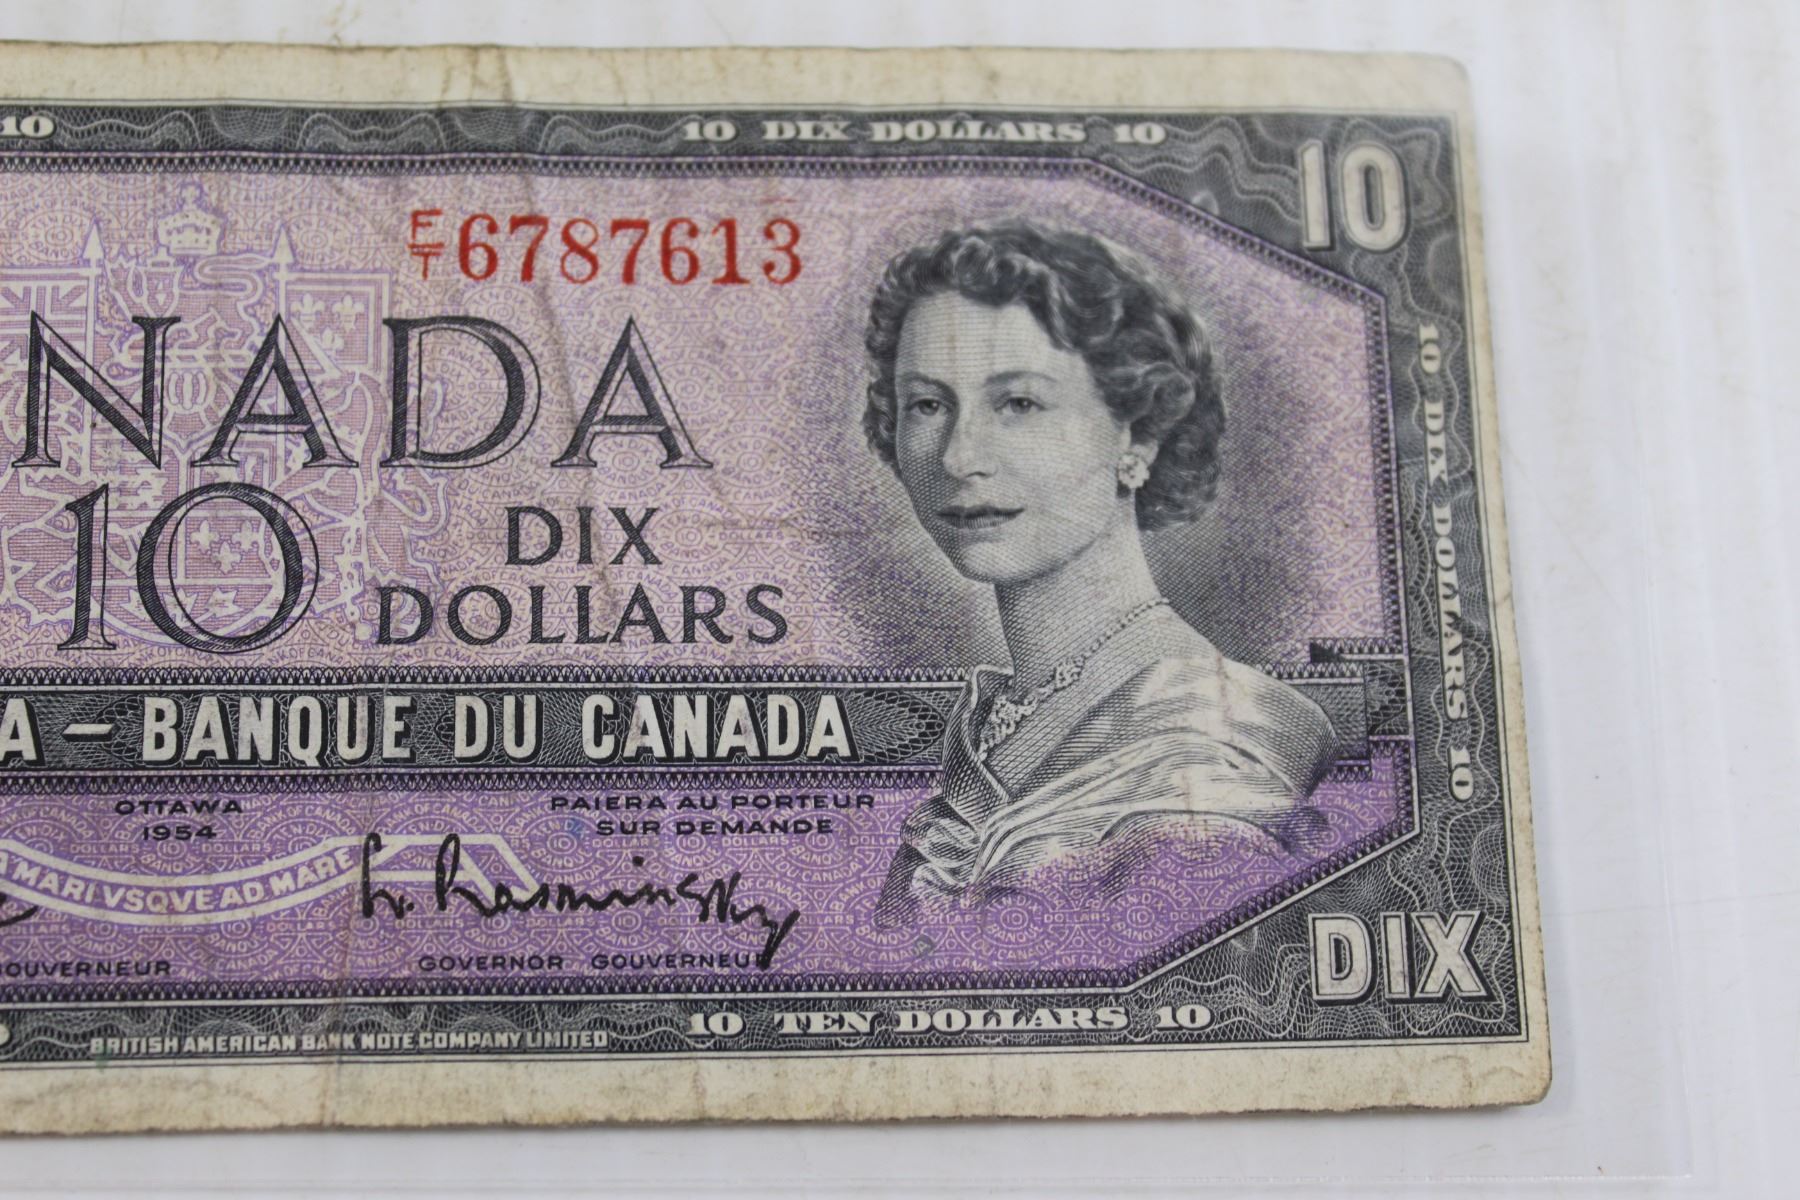 10
10 DIX DOLLARS 10
10
F/T 6787613
NADA
10 DIX
DOLLARS
10 DIX DOLLARS 10
A – BANQUE DU CANADA
OTTAWA
1954
PAIERA AU PORTEUR
SUR DEMANDE
A MARI VSQVE AD MARE
L. Rasminsky
GOUVERNEUR
GOVERNOR GOUVERNEUR
DIX
10 TEN DOLLARS 10
BRITISH AMERICAN BANK NOTE COMPANY LIMITED